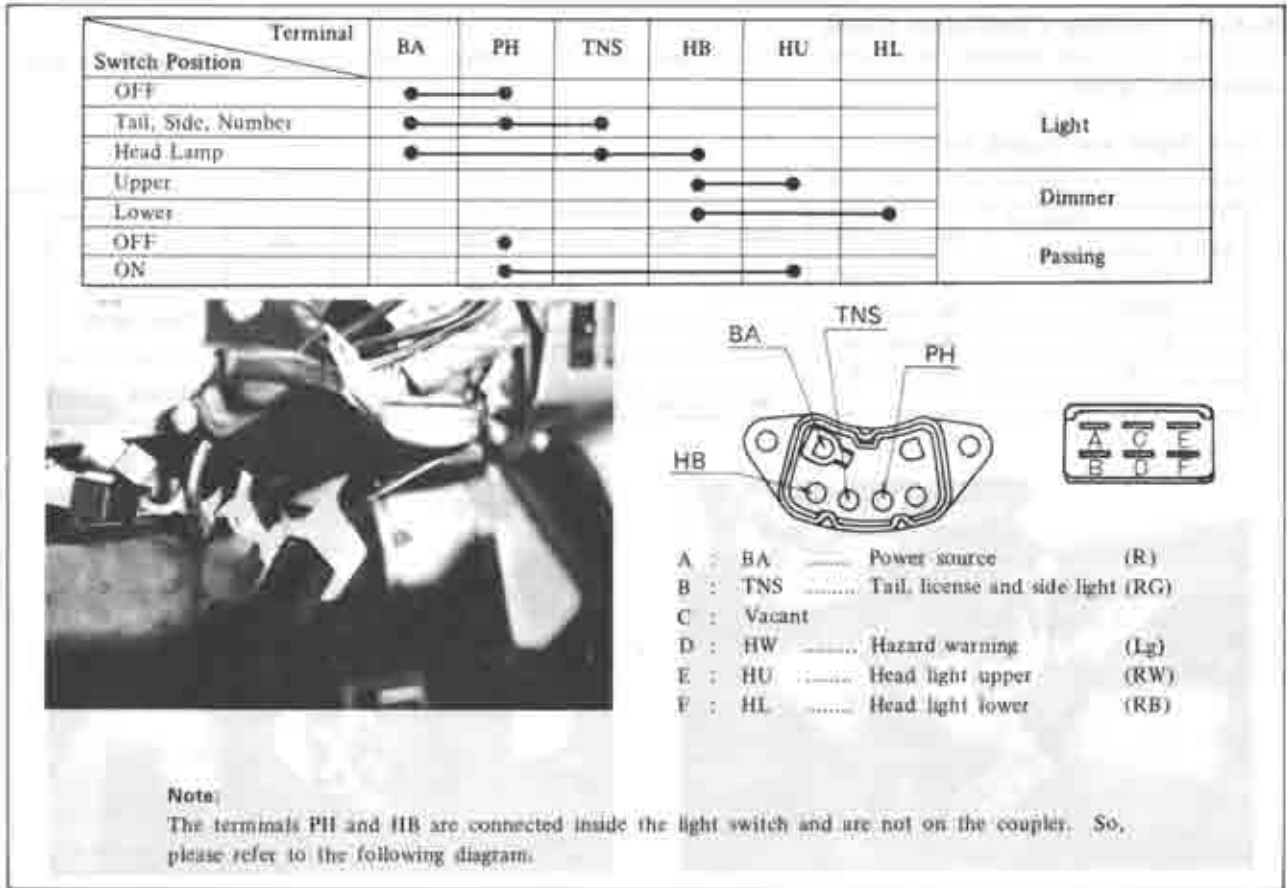 Terminal
Switch Position
BA PH TNS HB HU HL
OFF
Tail, Side, Number
Head Lamp
Light
Upper
Lower
Dimmer
OFF
ON
Passing
TNS
BA
PH
HB
A C E
B D F
A : BA ...... Power source (R)
B : TNS ......... Tail, license and side light (RG)
C : Vacant
D : HW ......... Hazard warning (Lg)
E : HU ........ Head light upper (RW)
F : HL ........ Head light lower (RB)
Note:
The terminals PH and HB are connected inside the light switch and are not on the coupler. So,
please refer to the following diagram.